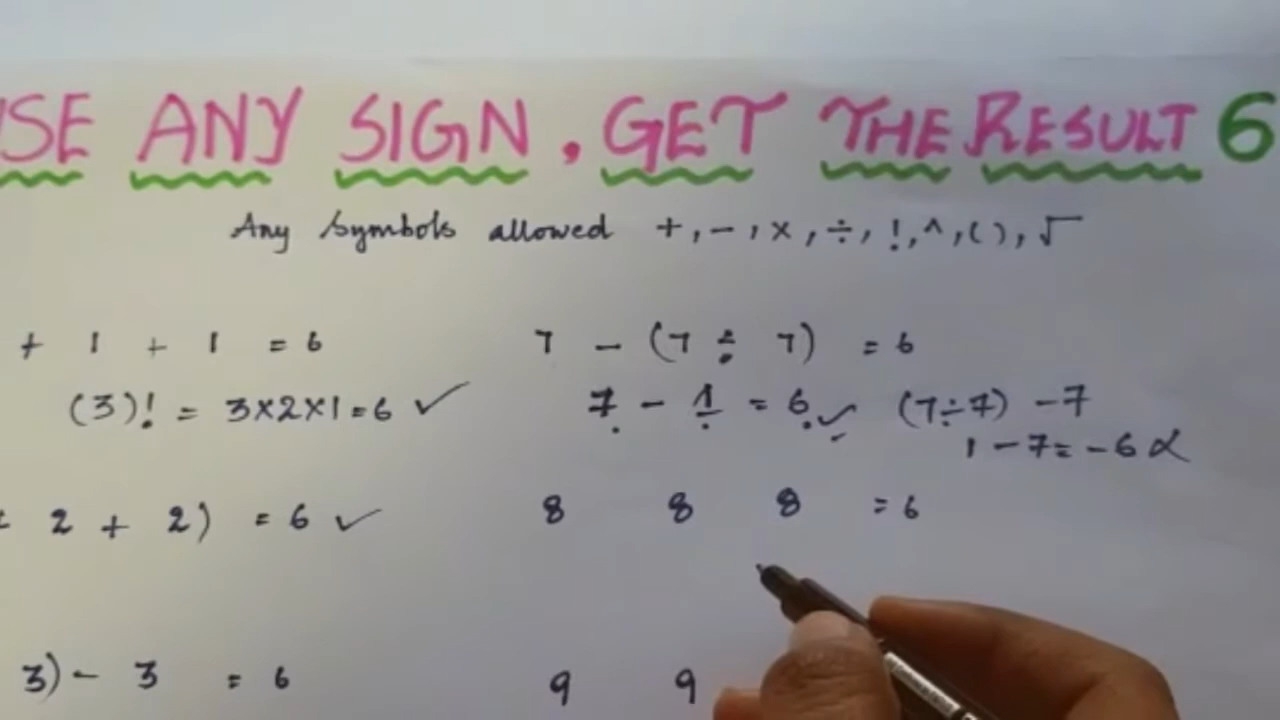 SE ANY SIGN. GET THE RESULT 6
Any symbols allowed +, -, ×, ÷, !, ^, ( ), √
+ 1 + 1 = 6
(3)! = 3×2×1=6 ✓
2 + 2) = 6 ✓
3) - 3 = 6
7 - (7 ÷ 7) = 6
7 - 1 = 6 ✓ (7÷7) -7
1 -7= -6
8 8 8 = 6
9 9